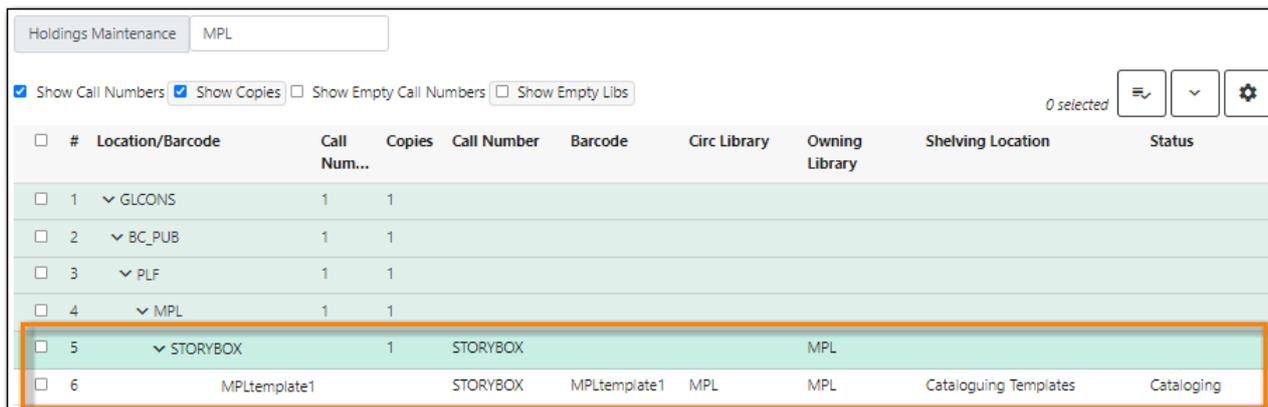 Holdings Maintenance MPL
Show Call Numbers Show Copies Show Empty Call Numbers Show Empty Libs
0 selected
# Location/Barcode Call Num... Copies Call Number Barcode Circ Library Owning Library Shelving Location Status
1 GLCONS 1 1
2 BC_PUB 1 1
3 PLF 1 1
4 MPL 1 1
5 STORYBOX 1 STORYBOX MPL
6 MPLtemplate1 STORYBOX MPLtemplate1 MPL MPL Cataloguing Templates Cataloging